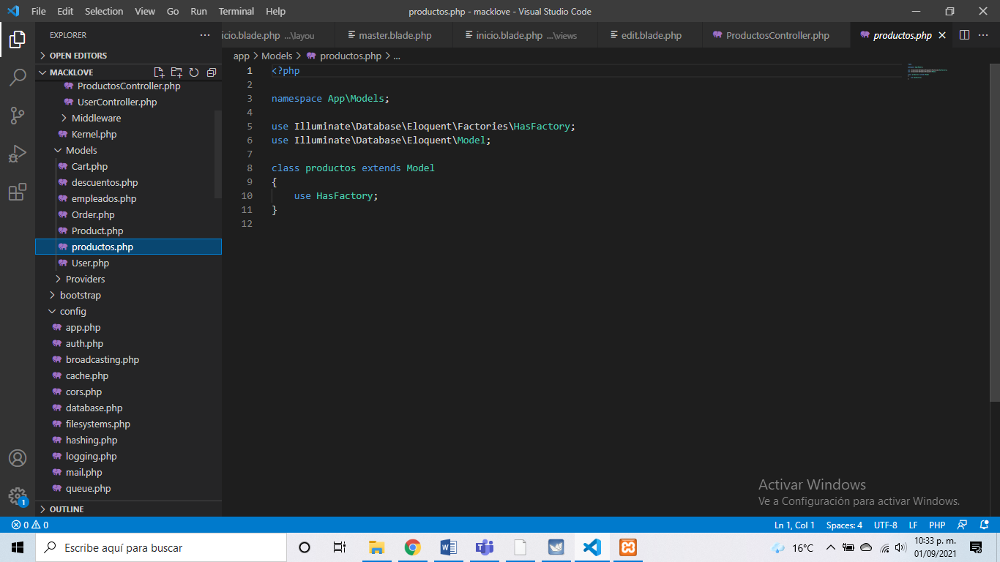 File Edit Selection View Go Run Terminal Help
productos.php - macklove - Visual Studio Code
EXPLORER
icio.blade.php ...\layou
master.blade.php
inicio.blade.php ...\views
edit.blade.php
ProductosController.php
productos.php
OPEN EDITORS
MACKLOVE
ProductosController.php
UserController.php
Middleware
Kernel.php
Models
Cart.php
descuentos.php
empleados.php
Order.php
Product.php
productos.php
User.php
Providers
bootstrap
config
app.php
auth.php
broadcasting.php
cache.php
cors.php
database.php
filesystems.php
hashing.php
logging.php
mail.php
queue.php
OUTLINE
app > Models > productos.php > ...
1 <?php
2
3 namespace App\Models;
4
5 use Illuminate\Database\Eloquent\Factories\HasFactory;
6 use Illuminate\Database\Eloquent\Model;
7
8 class productos extends Model
9 {
10 use HasFactory;
11 }
12
Activar Windows
Ve a Configuración para activar Windows.
1
0 0
Ln 1, Col 1 Spaces: 4 UTF-8 LF PHP
Escribe aquí para buscar
16°C
10:33 p. m.
01/09/2021